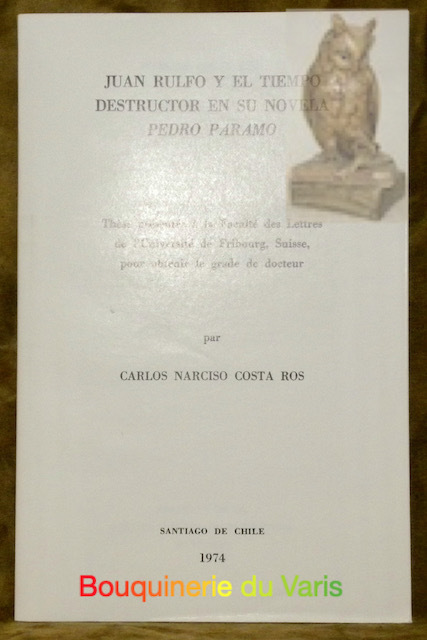 JUAN RULFO Y EL TIEMPO
DESTRUCTOR EN SU NOVELA
PEDRO PARAMO
Thèse présentée à la Faculté des Lettres
de l'Université de Fribourg, Suisse,
pour obtenir le grade de docteur
par
CARLOS NARCISO COSTA ROS
SANTIAGO DE CHILE
1974
Bouquinerie du Varis